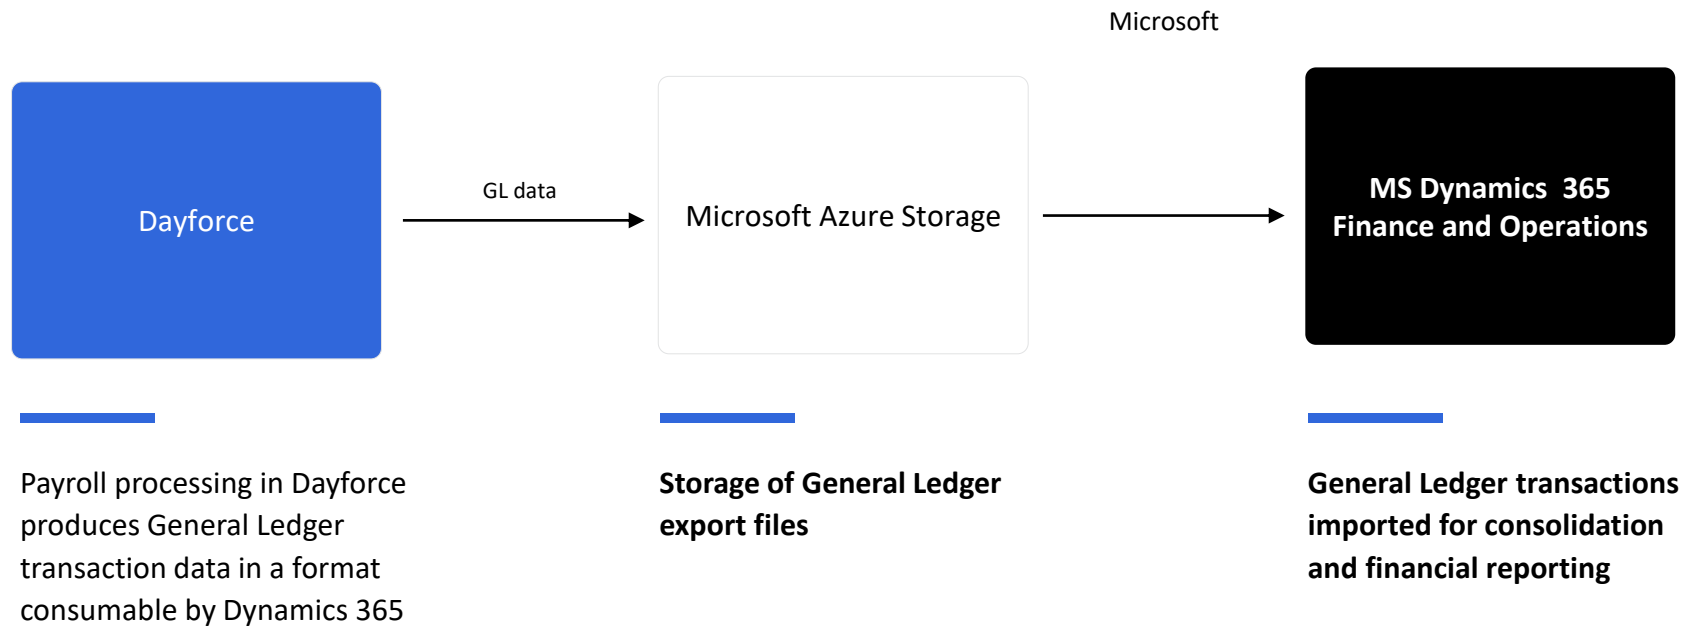 Microsoft
Dayforce
GL data
Microsoft Azure Storage
MS Dynamics 365
Finance and Operations
Payroll processing in Dayforce
produces General Ledger
transaction data in a format
consumable by Dynamics 365
Storage of General Ledger
export files
General Ledger transactions
imported for consolidation
and financial reporting